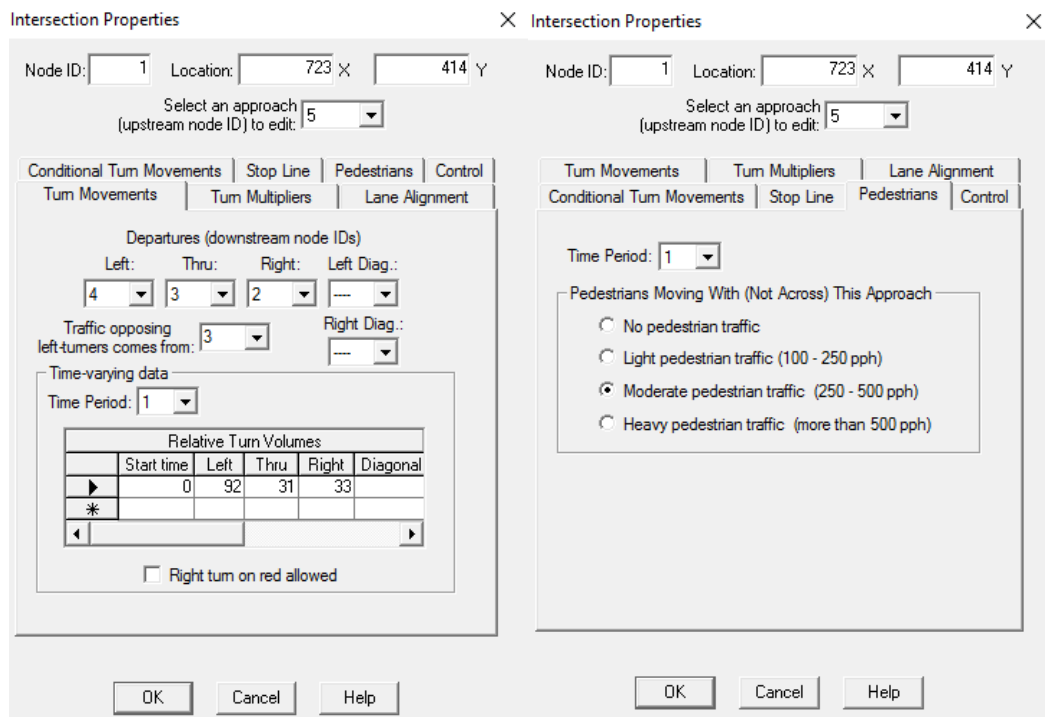 Intersection Properties
Node ID: 1 Location: 723 X 414 Y
Select an approach
(upstream node ID) to edit: 5
Conditional Turn Movements Stop Line Pedestrians Control
Turn Movements Turn Multipliers Lane Alignment
Departures (downstream node IDs)
Left: Thru: Right: Left Diag.:
4 3 2 ----
Traffic opposing
left-turners comes from: 3
Right Diag.:
----
Time-varying data
Time Period: 1
Relative Turn Volumes
Start time Left Thru Right Diagonal
0 92 31 33
Right turn on red allowed
OK Cancel Help
Intersection Properties
Node ID: 1 Location: 723 X 414 Y
Select an approach
(upstream node ID) to edit: 5
Turn Movements Turn Multipliers Lane Alignment
Conditional Turn Movements Stop Line Pedestrians Control
Time Period: 1
Pedestrians Moving With (Not Across) This Approach
No pedestrian traffic
Light pedestrian traffic (100 - 250 pph)
Moderate pedestrian traffic (250 - 500 pph)
Heavy pedestrian traffic (more than 500 pph)
OK Cancel Help